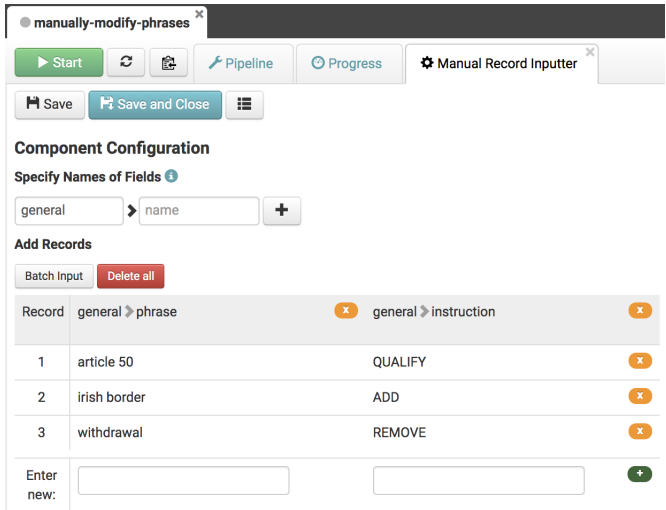 manually-modify-phrases ×
Start Pipeline Progress Manual Record Inputter ×
Save Save and Close
Component Configuration
Specify Names of Fields i
general name +
Add Records
Batch Input Delete all
Record general phrase x general instruction x
1 article 50 QUALIFY x
2 irish border ADD x
3 withdrawal REMOVE x
Enter
new: +